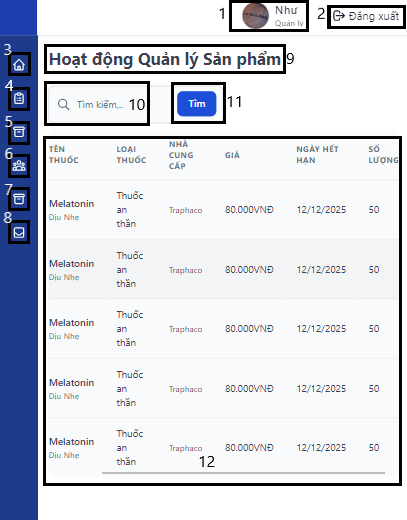 1 Như 2 Đăng xuất
Quản lý
3 Hoạt động Quản lý Sản phẩm 9
4 Tìm kiếm,.. 10 Tìm 11
5
6
7
8
TÊN THUỐC LOẠI THUỐC NHÀ CUNG CẤP GIÁ NGÀY HẾT HẠN SỐ LƯỢNG
Melatonin Dịu Nhẹ Thuốc an thần Traphaco 80.000VNĐ 12/12/2025 50
Melatonin Dịu Nhẹ Thuốc an thần Traphaco 80.000VNĐ 12/12/2025 50
Melatonin Dịu Nhẹ Thuốc an thần Traphaco 80.000VNĐ 12/12/2025 50
Melatonin Dịu Nhẹ Thuốc an thần Traphaco 80.000VNĐ 12/12/2025 50
Melatonin Dịu Nhẹ Thuốc an thần Traphaco 80.000VNĐ 12/12/2025 50
12